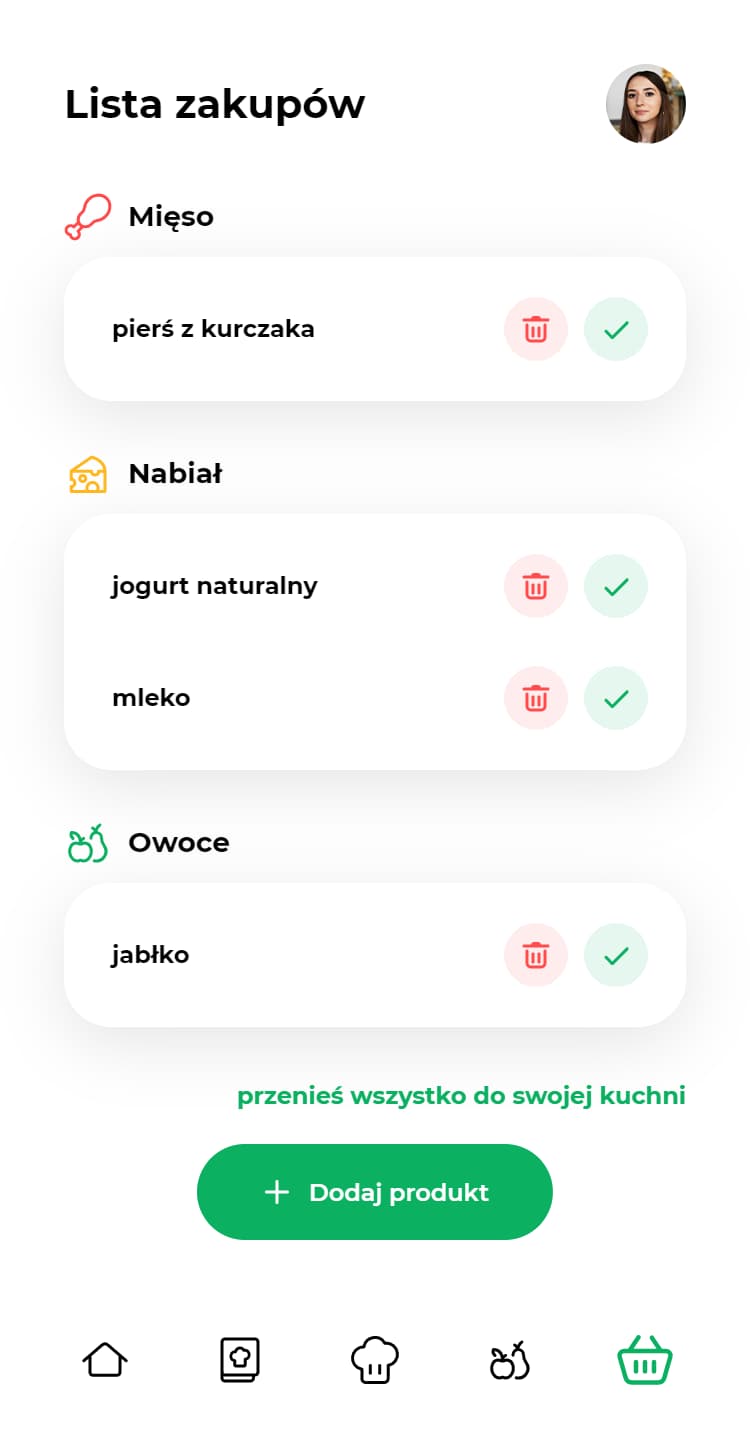 Lista zakupów
Mięso
pierś z kurczaka
Nabiał
jogurt naturalny
mleko
Owoce
jabłko
przenieś wszystko do swojej kuchni
Dodaj produkt